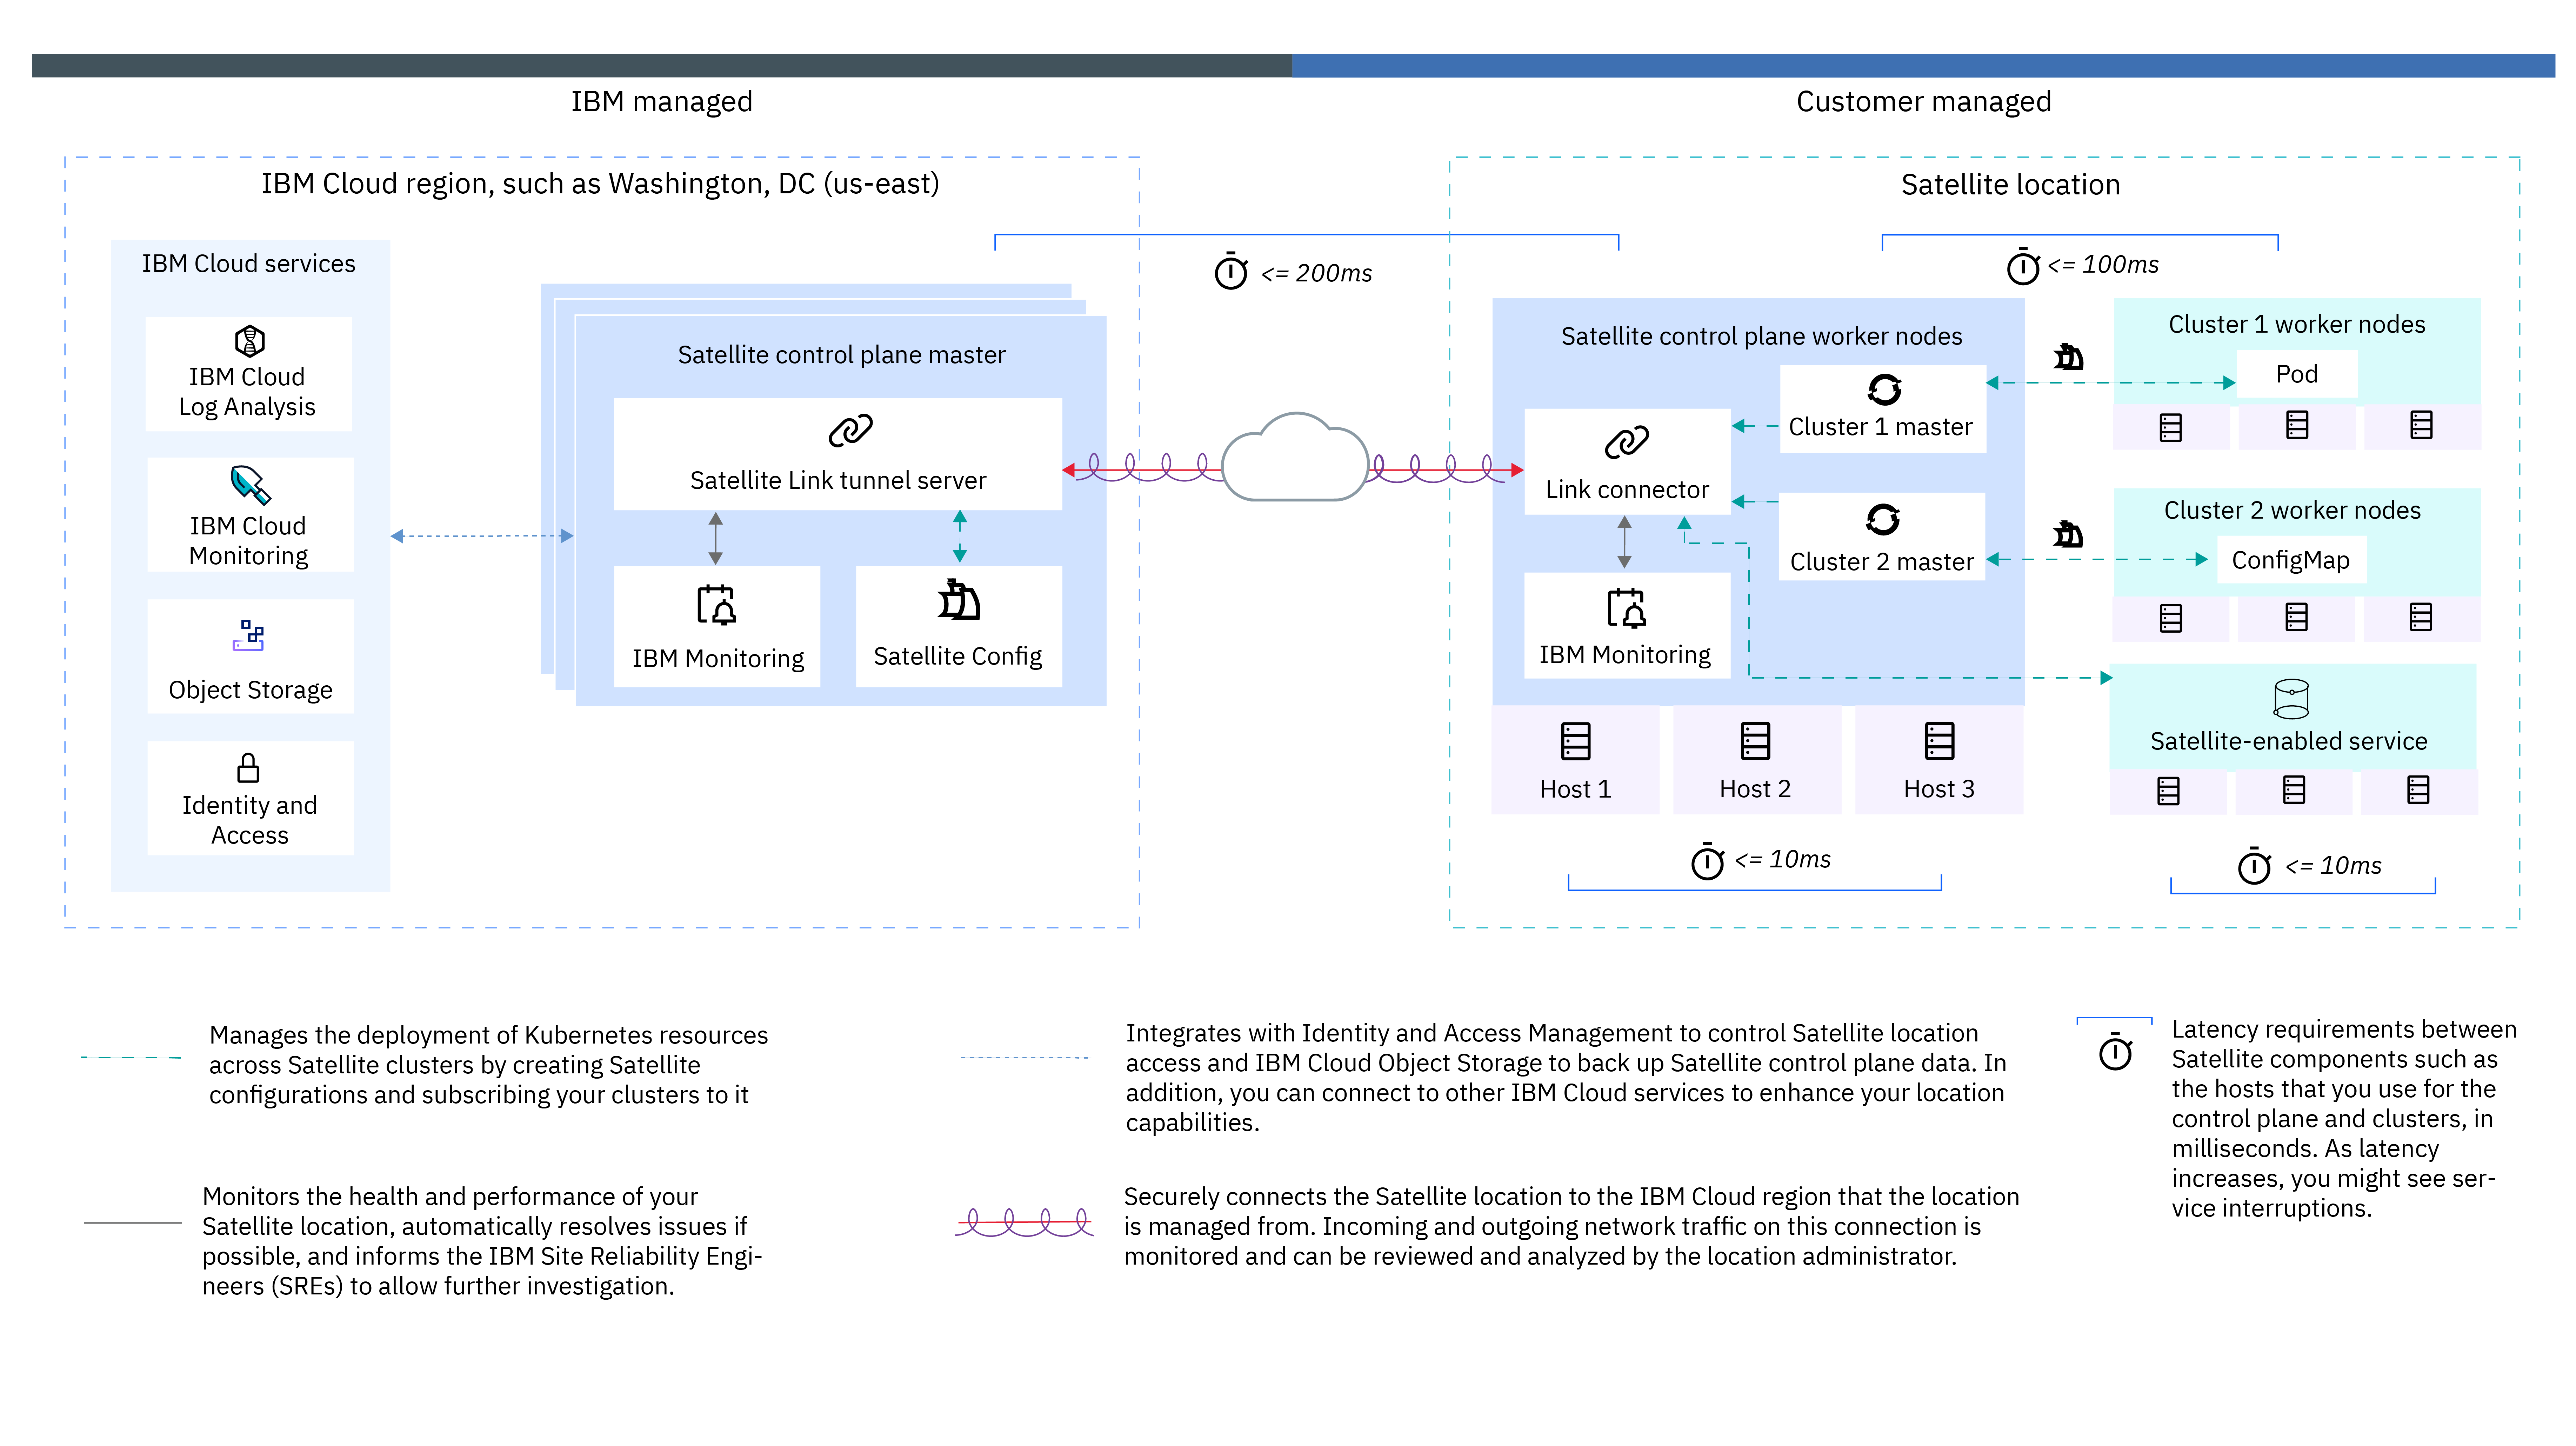 IBM managed
Customer managed
IBM Cloud region, such as Washington, DC (us-east)
IBM Cloud services
IBM Cloud
Log Analysis
IBM Cloud
Monitoring
Object Storage
Identity and
Access
Satellite control plane master
Satellite Link tunnel server
IBM Monitoring
Satellite Config
<= 200ms
Satellite location
<= 100ms
Satellite control plane worker nodes
Cluster 1 master
Link connector
Cluster 2 master
IBM Monitoring
Host 1
Host 2
Host 3
<= 10ms
Cluster 1 worker nodes
Pod
Cluster 2 worker nodes
ConfigMap
Satellite-enabled service
<= 10ms
Manages the deployment of Kubernetes resources
across Satellite clusters by creating Satellite
configurations and subscribing your clusters to it
Monitors the health and performance of your
Satellite location, automatically resolves issues if
possible, and informs the IBM Site Reliability Engi-
neers (SREs) to allow further investigation.
Integrates with Identity and Access Management to control Satellite location
access and IBM Cloud Object Storage to back up Satellite control plane data. In
addition, you can connect to other IBM Cloud services to enhance your location
capabilities.
Securely connects the Satellite location to the IBM Cloud region that the location
is managed from. Incoming and outgoing network traffic on this connection is
monitored and can be reviewed and analyzed by the location administrator.
Latency requirements between
Satellite components such as
the hosts that you use for the
control plane and clusters, in
milliseconds. As latency
increases, you might see ser-
vice interruptions.